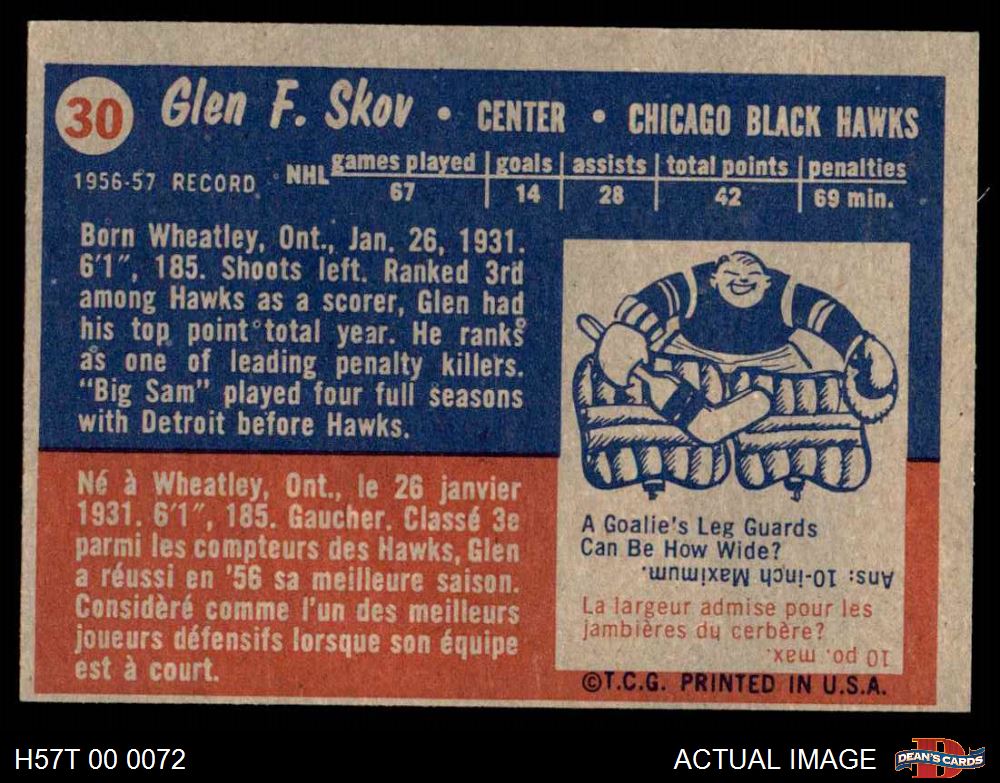 30 Glen F. Skov • CENTER • CHICAGO BLACK HAWKS
1956-57 RECORD NHL games played | goals | assists | total points | penalties
67 14 28 42 69 min.
Born Wheatley, Ont., Jan. 26, 1931.
6'1", 185. Shoots left. Ranked 3rd
among Hawks as a scorer, Glen had
his top point total year. He ranks
as one of leading penalty killers.
"Big Sam" played four full seasons
with Detroit before Hawks.
Né à Wheatley, Ont., le 26 janvier
1931. 6'1", 185. Gaucher. Classé 3e
parmi les compteurs des Hawks, Glen
a réussi en '56 sa meilleure saison.
Considèré comme l'un des meilleurs
joueurs défensifs lorsque son équipe
est à court.
A Goalie's Leg Guards
Can Be How Wide?
Ans: 10-inch Maximum.
La largeur admise pour les
jambières du cerbère?
10 po. max.
©T.C.G. PRINTED IN U.S.A.
H57T 00 0072
ACTUAL IMAGE
D
DEAN'S CARDS